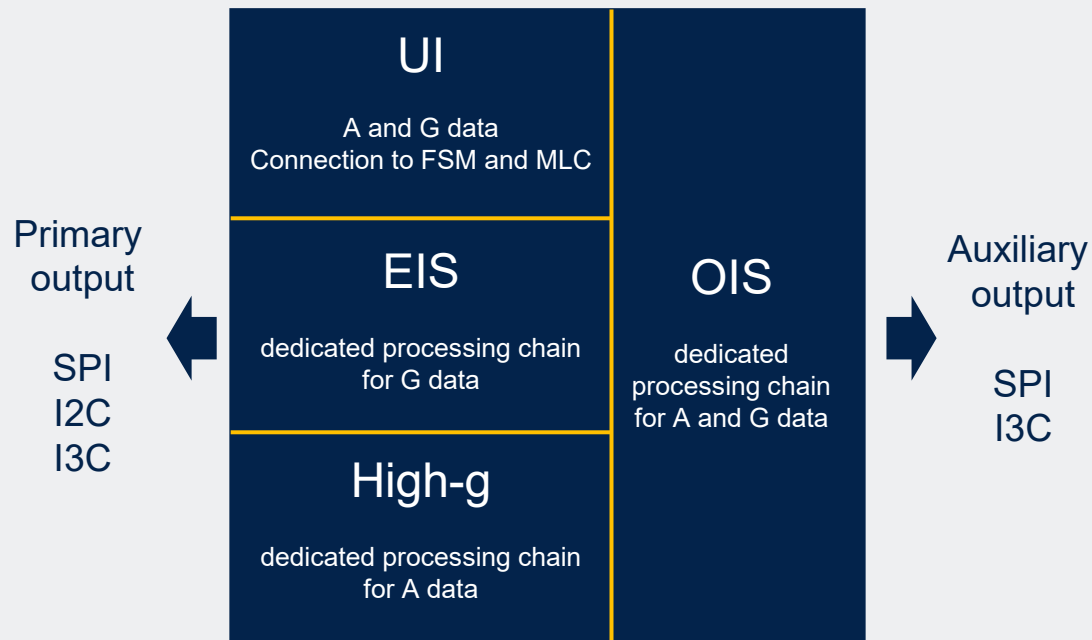 Primary
output
SPI
I2C
I3C
UI
A and G data
Connection to FSM and MLC
EIS
dedicated processing chain
for G data
High-g
dedicated processing chain
for A data
OIS
dedicated
processing chain
for A and G data
Auxiliary
output
SPI
I3C